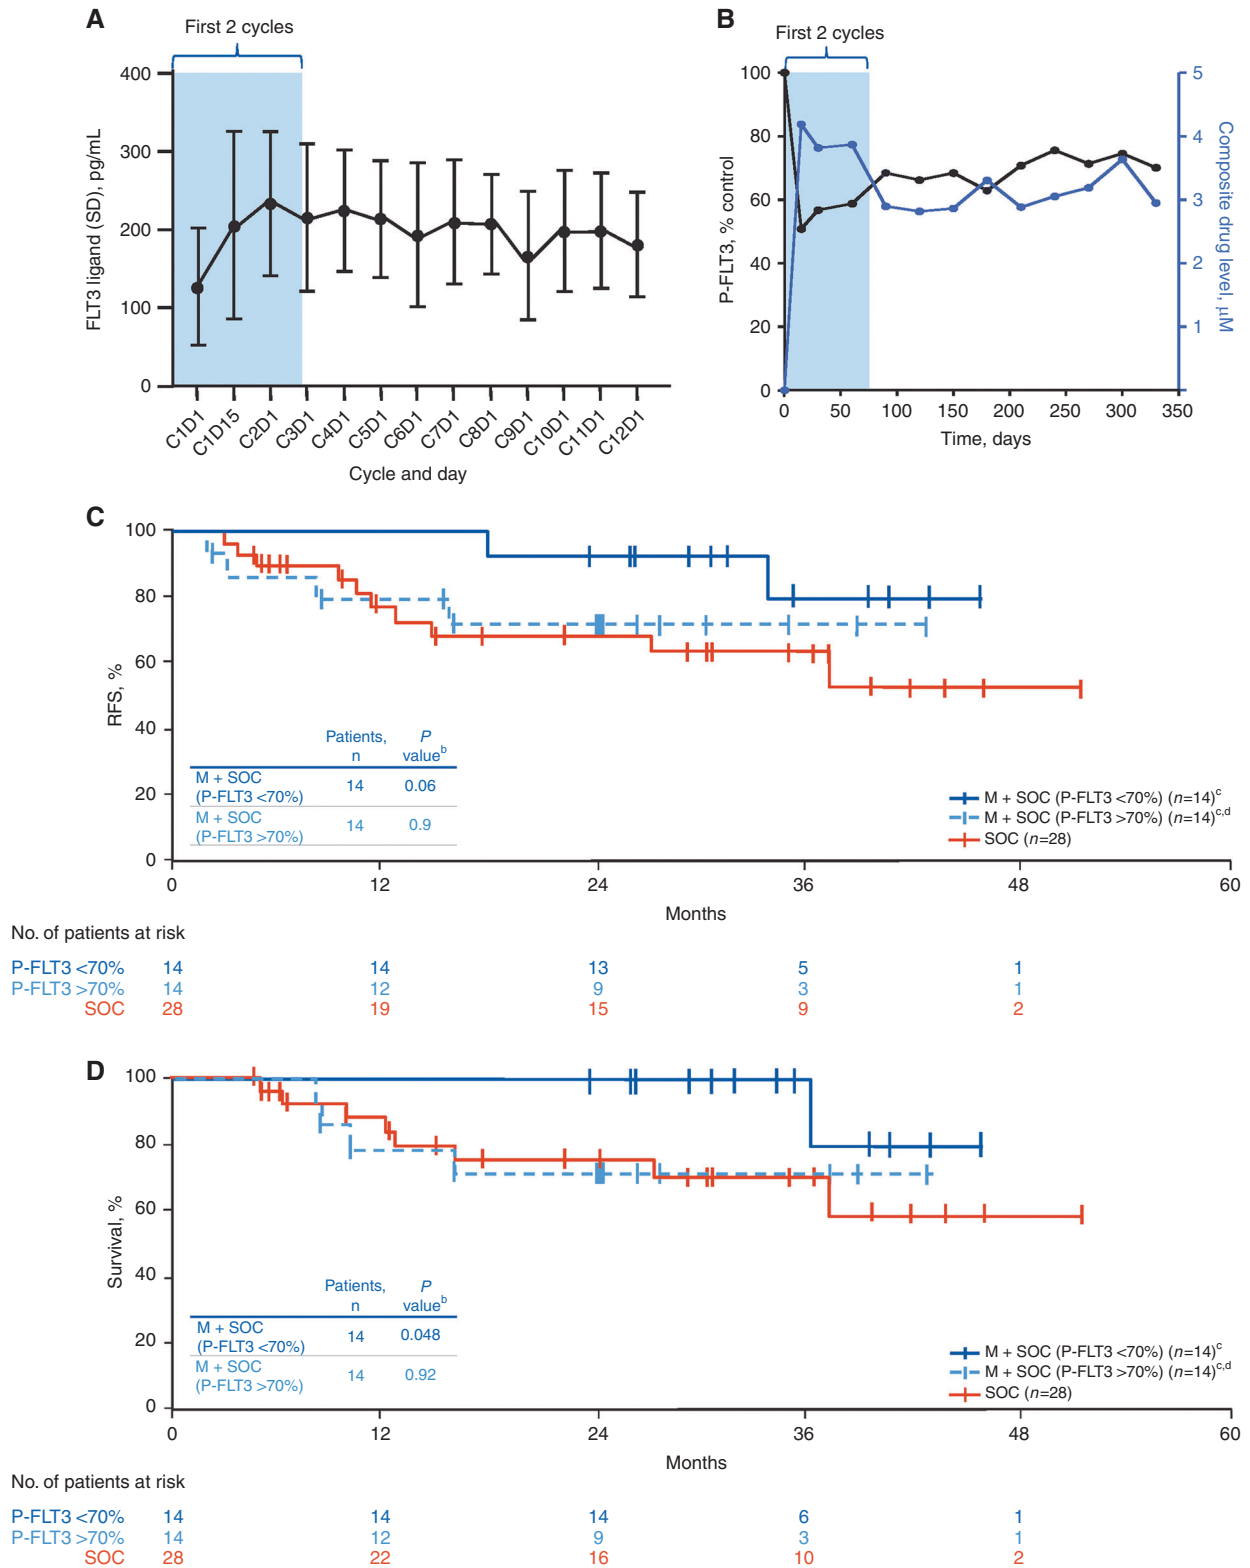 A
First 2 cycles
400
300
200
100
0
FLT3 ligand (SD), pg/mL
C1D1
C1D15
C2D1
C3D1
C4D1
C5D1
C6D1
C7D1
C8D1
C9D1
C10D1
C11D1
C12D1
Cycle and day
B
First 2 cycles
100
80
60
40
20
0
P-FLT3, % control
5
4
3
2
1
Composite drug level, μM
0 50 100 150 200 250 300 350
Time, days
C
100
80
60
40
20
0
RFS, %
Patients, P
n value^b
M + SOC
(P-FLT3 <70%) 14 0.06
M + SOC
(P-FLT3 >70%) 14 0.9
M + SOC (P-FLT3 <70%) (n=14)^c
M + SOC (P-FLT3 >70%) (n=14)^c,d
SOC (n=28)
0 12 24 36 48 60
Months
No. of patients at risk
P-FLT3 <70% 14 14 13 5 1
P-FLT3 >70% 14 12 9 3 1
SOC 28 19 15 9 2
D
100
80
60
40
20
0
Survival, %
Patients, P
n value^b
M + SOC
(P-FLT3 <70%) 14 0.048
M + SOC
(P-FLT3 >70%) 14 0.92
M + SOC (P-FLT3 <70%) (n=14)^c
M + SOC (P-FLT3 >70%) (n=14)^c,d
SOC (n=28)
0 12 24 36 48 60
Months
No. of patients at risk
P-FLT3 <70% 14 14 14 6 1
P-FLT3 >70% 14 12 9 3 1
SOC 28 22 16 10 2